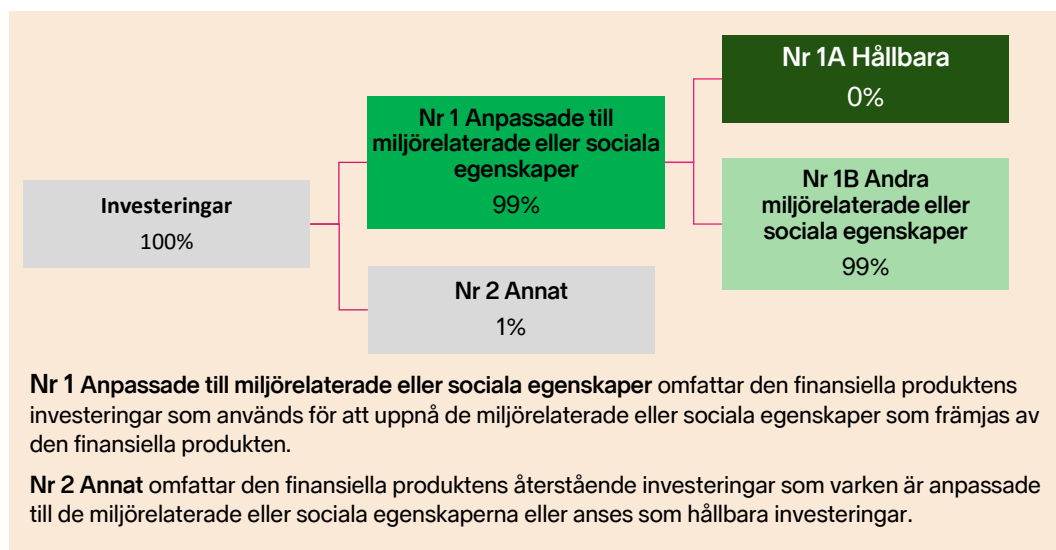 Investeringar
100%
Nr 1 Anpassade till
miljörelaterade eller sociala
egenskaper
99%
Nr 2 Annat
1%
Nr 1A Hållbara
0%
Nr 1B Andra
miljörelaterade eller
sociala egenskaper
99%
Nr 1 Anpassade till miljörelaterade eller sociala egenskaper omfattar den finansiella produktens
investeringar som används för att uppnå de miljörelaterade eller sociala egenskaper som främjas av
den finansiella produkten.
Nr 2 Annat omfattar den finansiella produktens återstående investeringar som varken är anpassade
till de miljörelaterade eller sociala egenskaperna eller anses som hållbara investeringar.